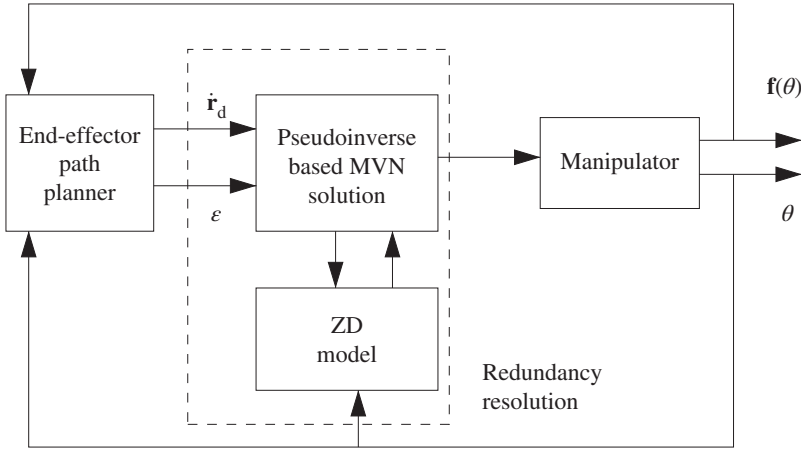 End-effector
path
planner
ṙd
ε
Pseudoinverse
based MVN
solution
ZD
model
Manipulator
f(θ)
θ
Redundancy
resolution